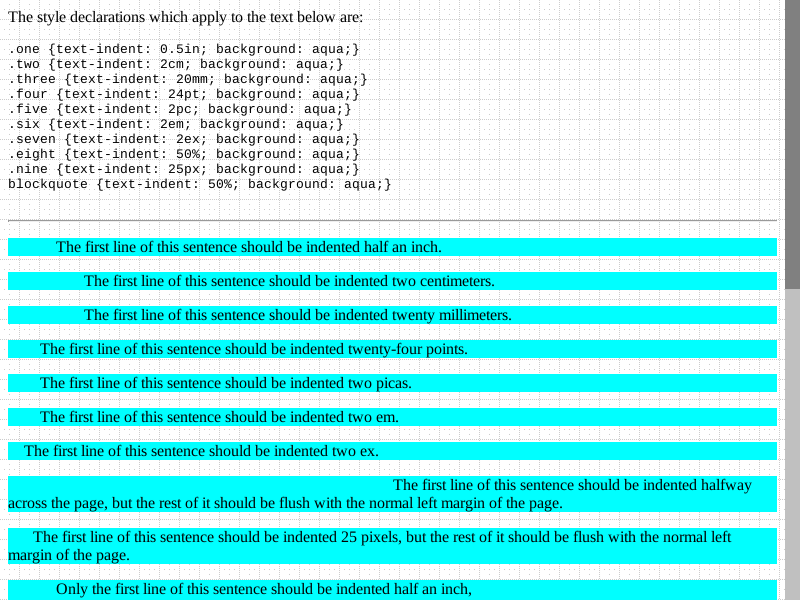 The style declarations which apply to the text below are:
.one {text-indent: 0.5in; background: aqua;}
.two {text-indent: 2cm; background: aqua;}
.three {text-indent: 20mm; background: aqua;}
.four {text-indent: 24pt; background: aqua;}
.five {text-indent: 2pc; background: aqua;}
.six {text-indent: 2em; background: aqua;}
.seven {text-indent: 2ex; background: aqua;}
.eight {text-indent: 50%; background: aqua;}
.nine {text-indent: 25px; background: aqua;}
blockquote {text-indent: 50%; background: aqua;}
The first line of this sentence should be indented half an inch.
The first line of this sentence should be indented two centimeters.
The first line of this sentence should be indented twenty millimeters.
The first line of this sentence should be indented twenty-four points.
The first line of this sentence should be indented two picas.
The first line of this sentence should be indented two em.
The first line of this sentence should be indented two ex.
The first line of this sentence should be indented halfway
across the page, but the rest of it should be flush with the normal left margin of the page.
The first line of this sentence should be indented 25 pixels, but the rest of it should be flush with the normal left
margin of the page.
Only the first line of this sentence should be indented half an inch,